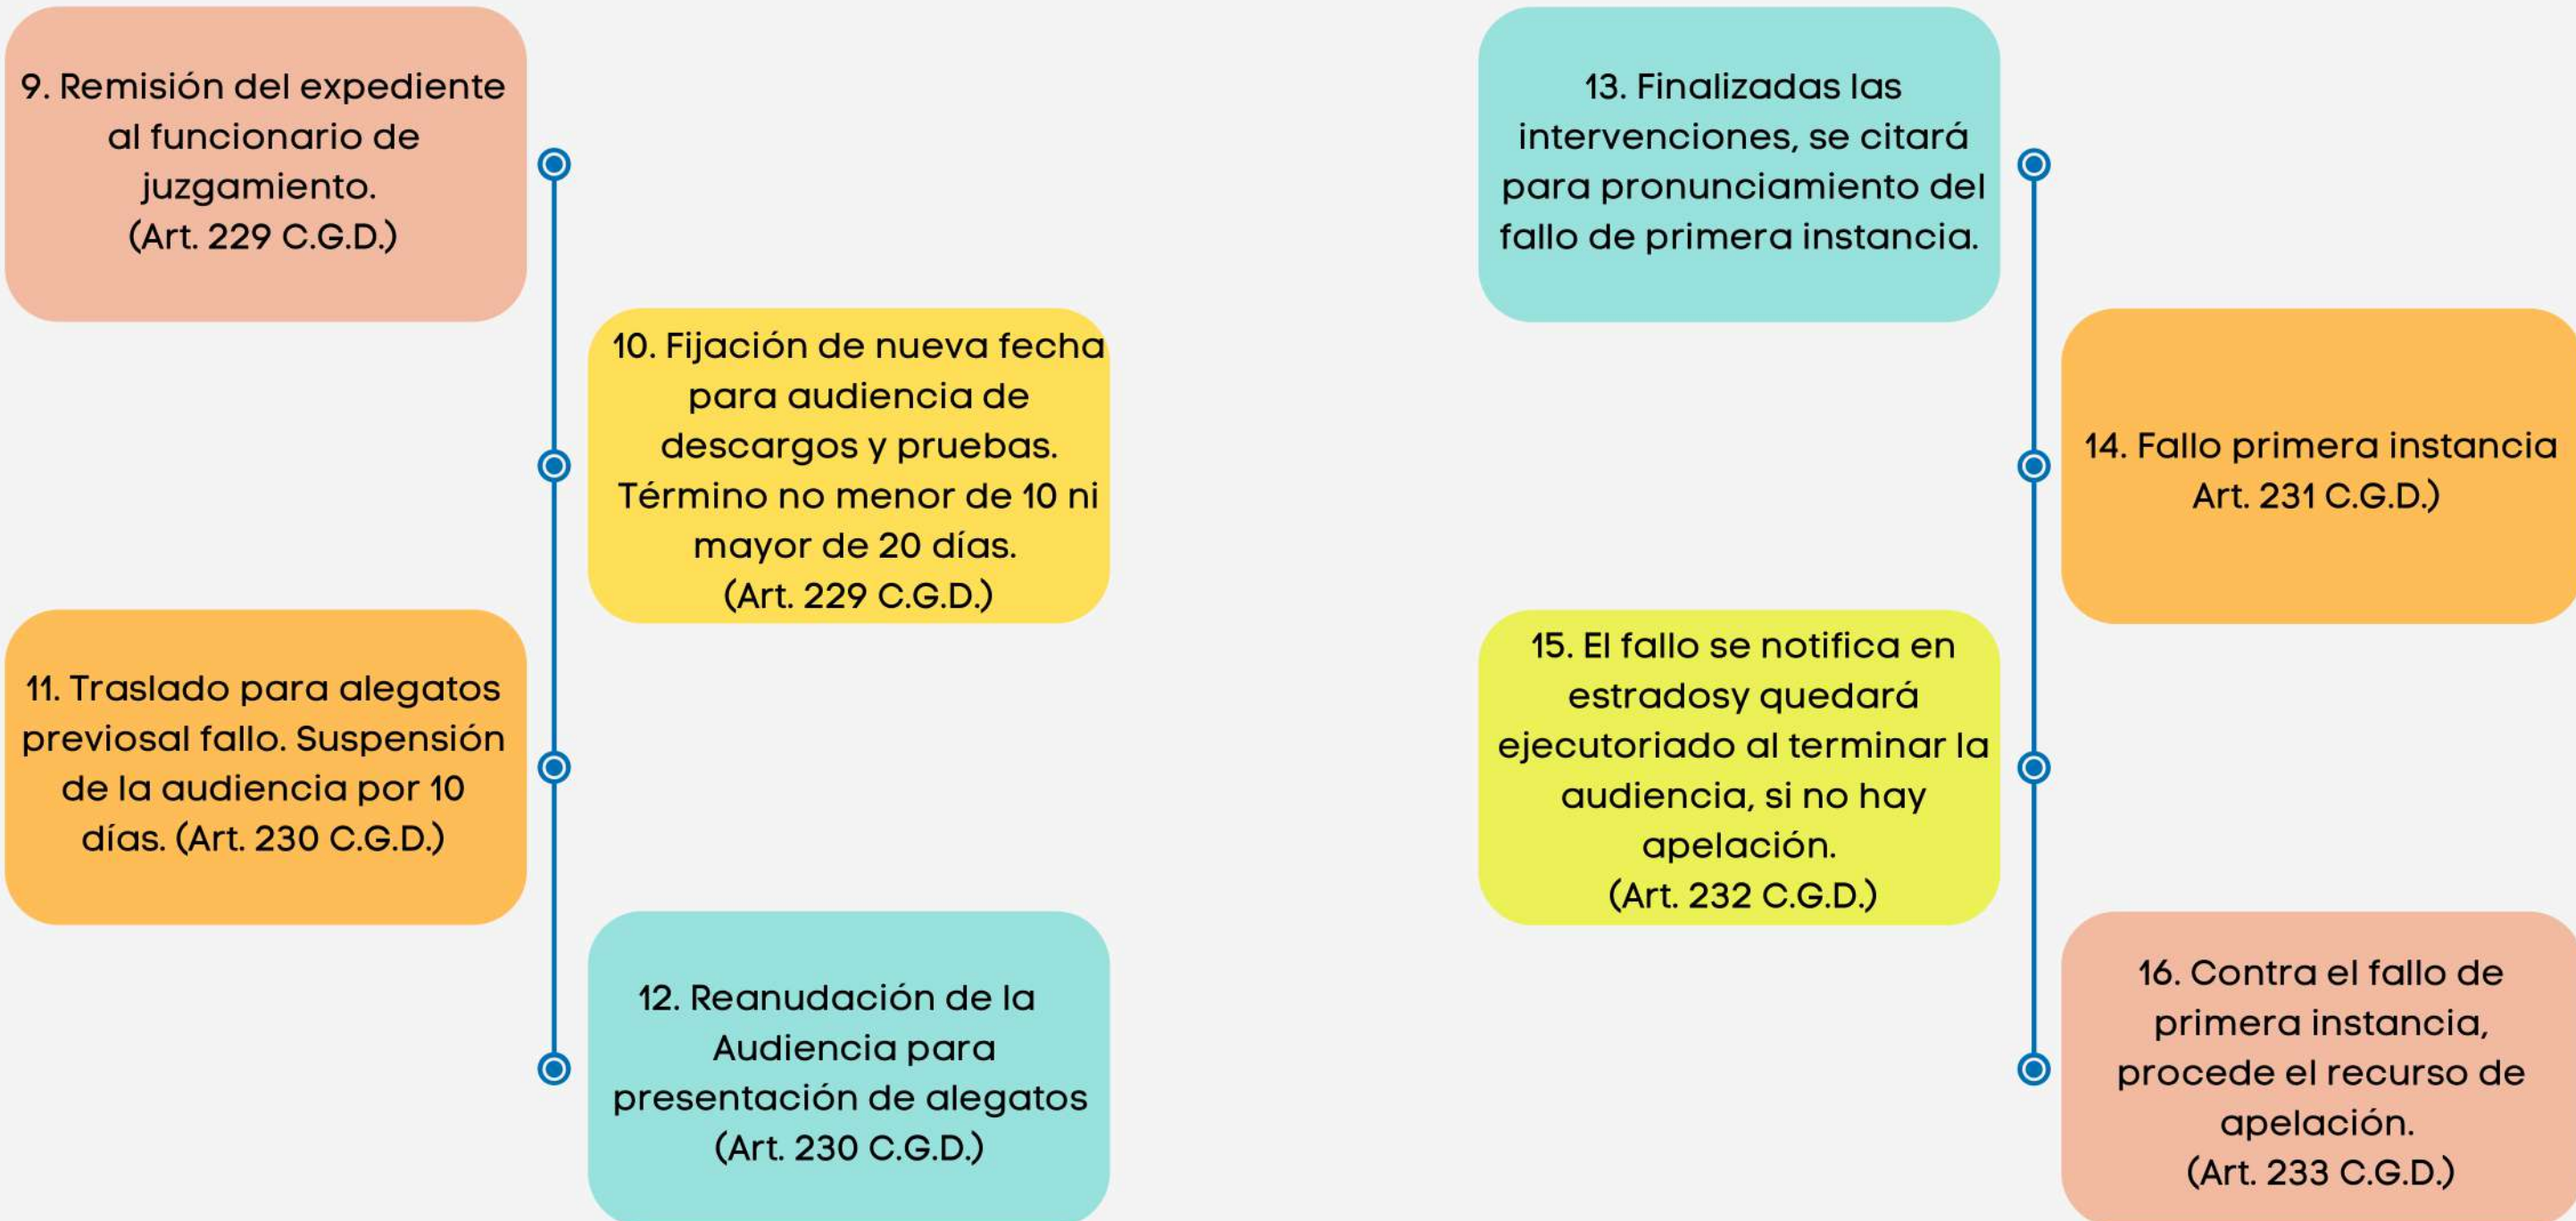 9. Remisión del expediente
al funcionario de
juzgamiento.
(Art. 229 C.G.D.)
10. Fijación de nueva fecha
para audiencia de
descargos y pruebas.
Término no menor de 10 ni
mayor de 20 días.
(Art. 229 C.G.D.)
11. Traslado para alegatos
previosal fallo. Suspensión
de la audiencia por 10
días. (Art. 230 C.G.D.)
12. Reanudación de la
Audiencia para
presentación de alegatos
(Art. 230 C.G.D.)
13. Finalizadas las
intervenciones, se citará
para pronunciamiento del
fallo de primera instancia.
14. Fallo primera instancia
Art. 231 C.G.D.)
15. El fallo se notifica en
estradosy quedará
ejecutoriado al terminar la
audiencia, si no hay
apelación.
(Art. 232 C.G.D.)
16. Contra el fallo de
primera instancia,
procede el recurso de
apelación.
(Art. 233 C.G.D.)